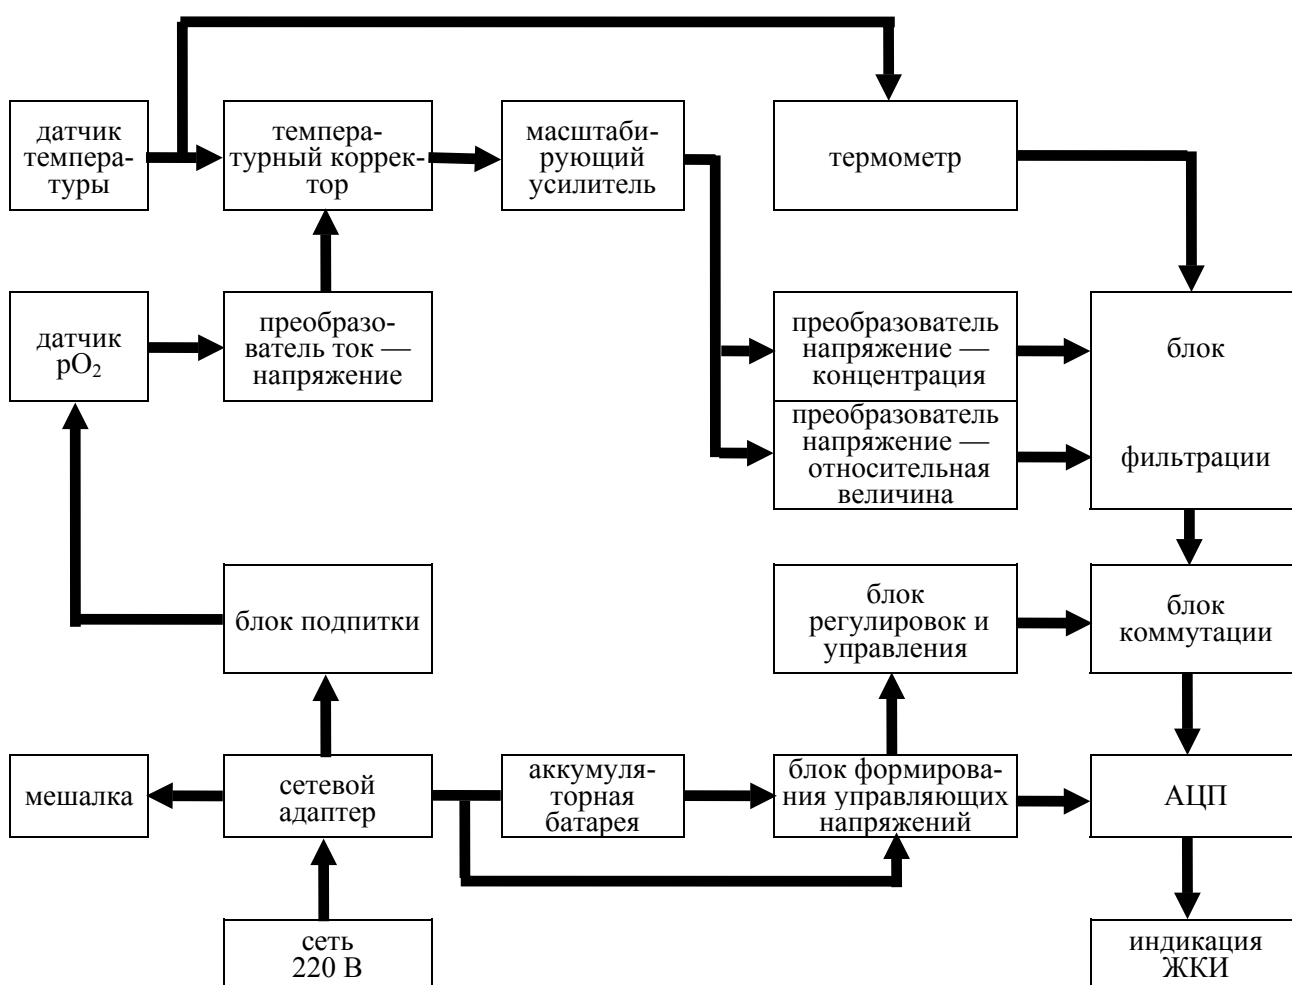 датчик
темпера-
туры
темпера-
турный коррек-
тор
масштаби-
рующий
усилитель
термометр
датчик
pO₂
преобразо-
ватель ток —
напряжение
преобразователь
напряжение —
концентрация
преобразователь
напряжение —
относительная
величина
блок
фильтрации
блок подпитки
блок
регулировок и
управления
блок
коммутации
мешалка
сетевой
адаптер
аккумуля-
торная
батарея
блок формирова-
ния управляющих
напряжений
АЦП
сеть
220 В
индикация
ЖКИ